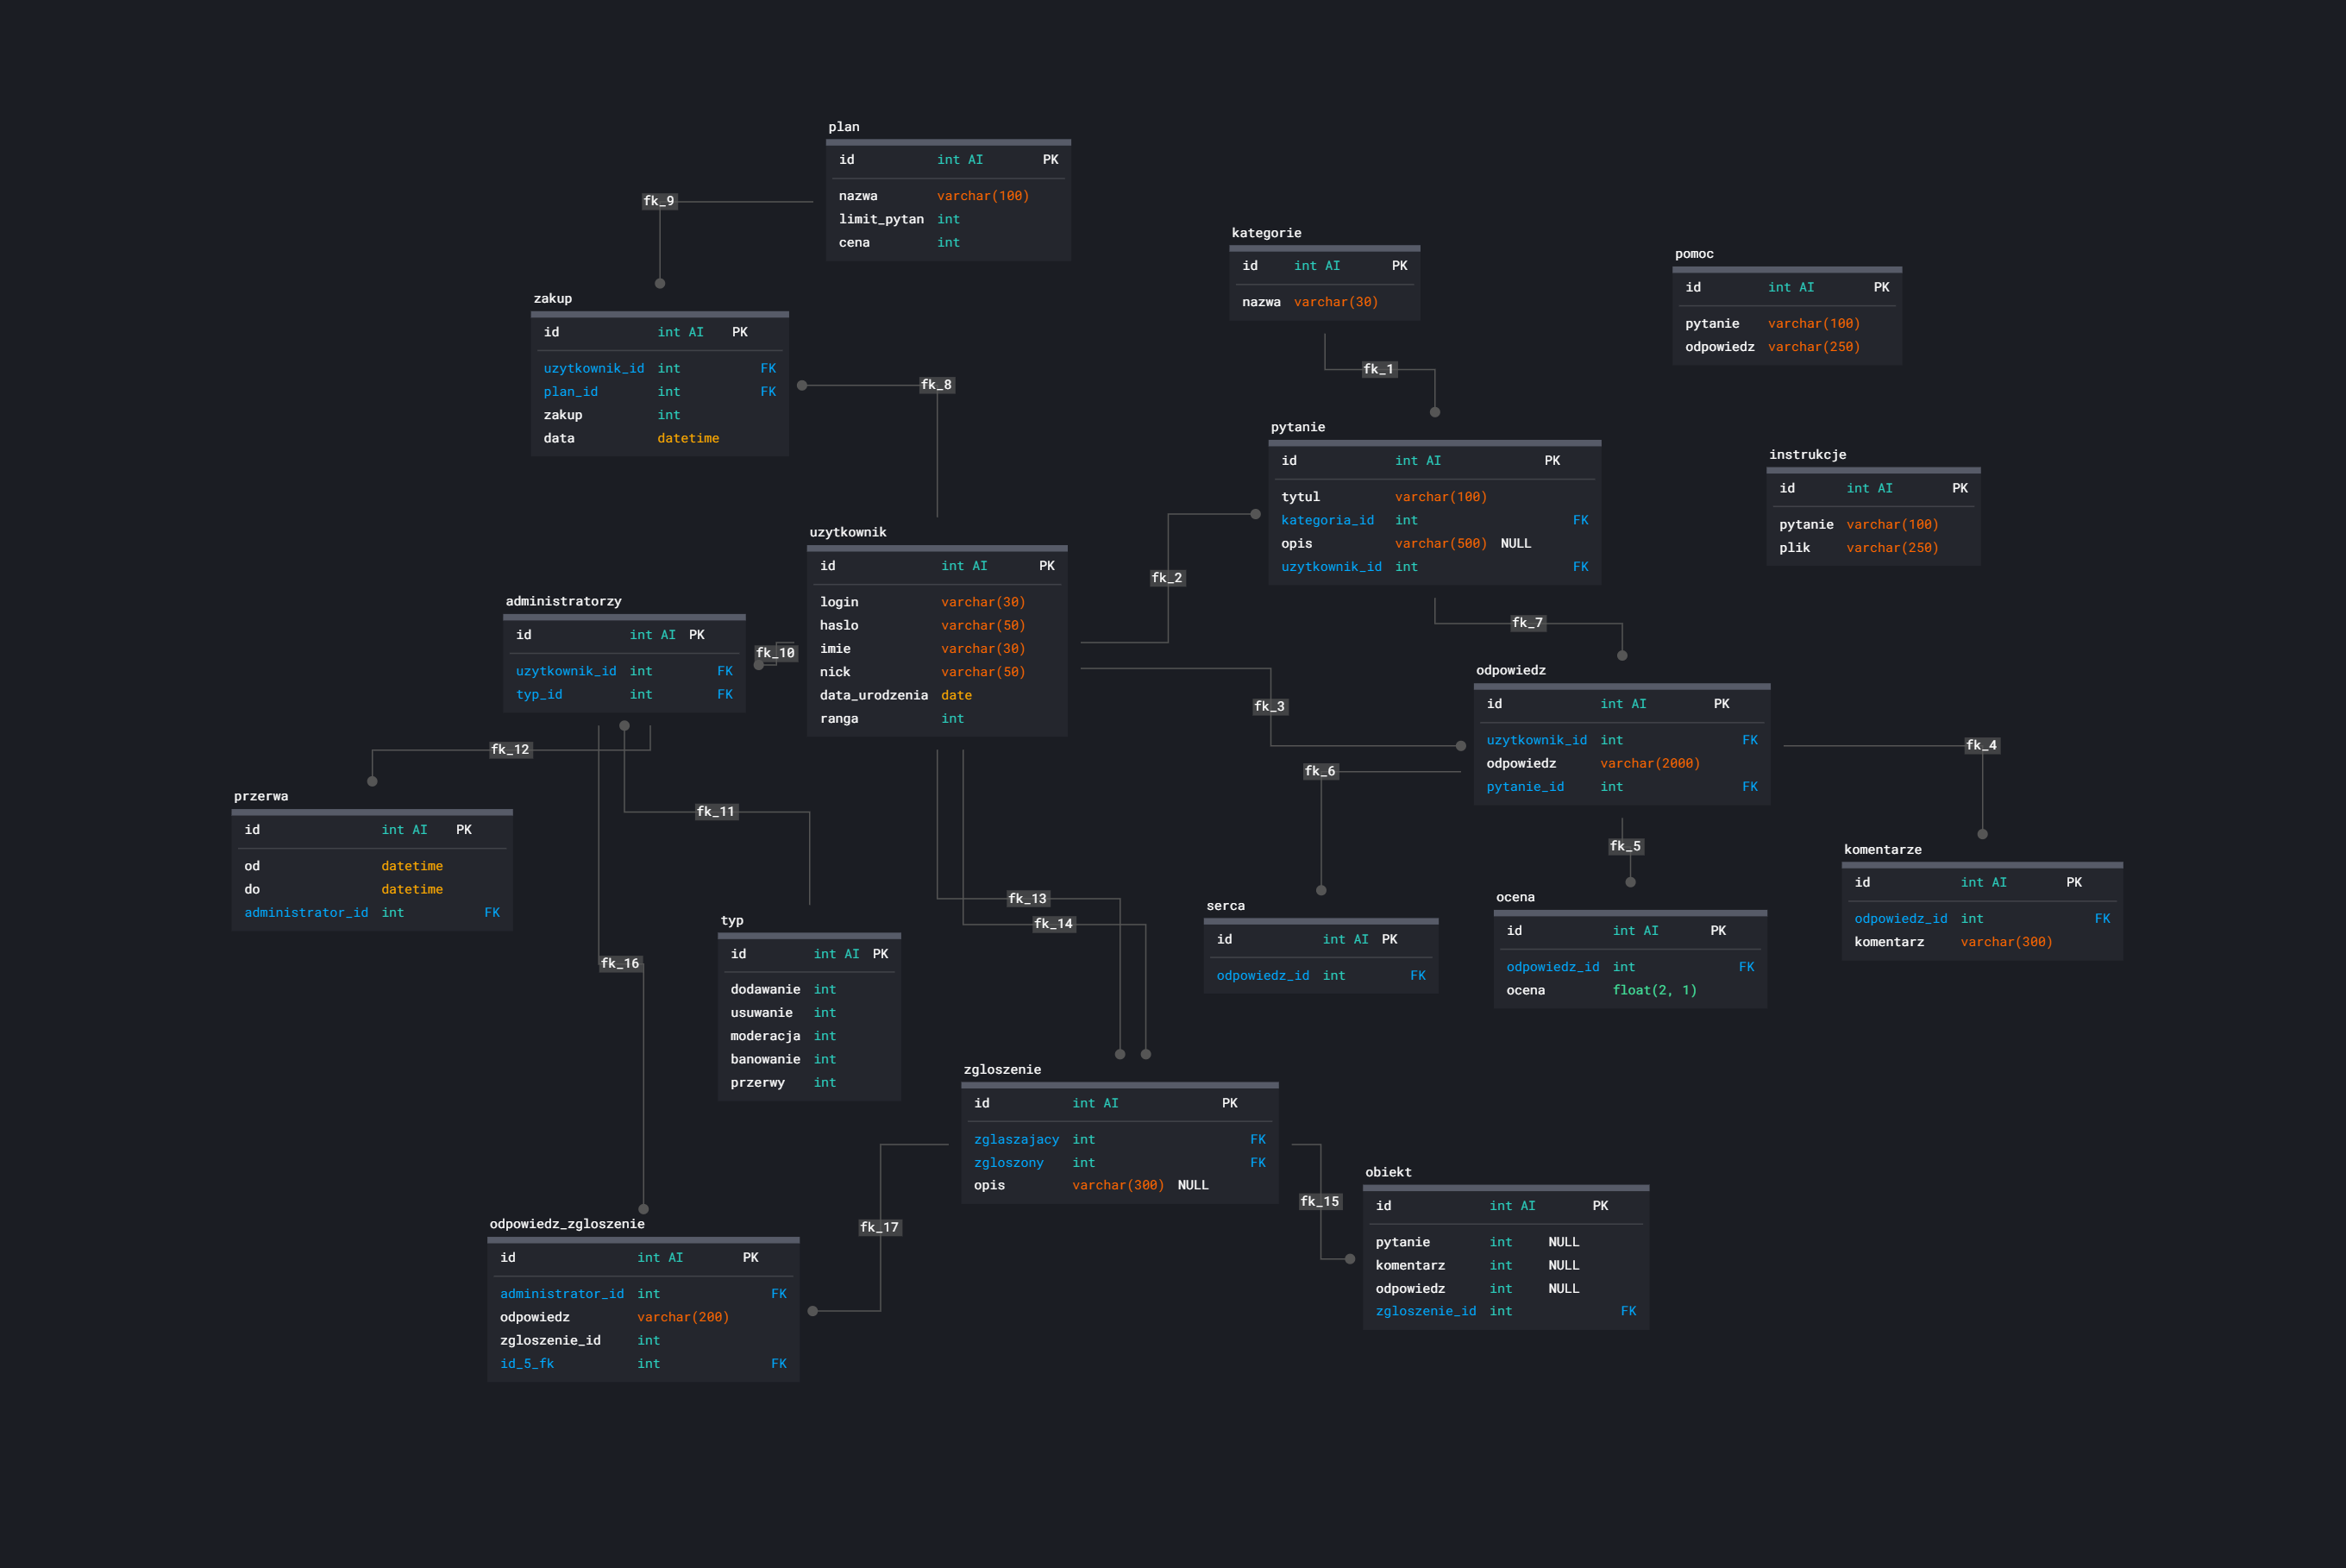 plan
id int AI PK
nazwa varchar(100)
limit_pytan int
cena int
fk_9
kategorie
id int AI PK
nazwa varchar(30)
pomoc
id int AI PK
pytanie varchar(100)
odpowiedz varchar(250)
zakup
id int AI PK
uzytkownik_id int FK
plan_id int FK
zakup int
data datetime
fk_8
fk_1
pytanie
id int AI PK
tytul varchar(100)
kategoria_id int FK
opis varchar(500) NULL
uzytkownik_id int FK
instrukcje
id int AI PK
pytanie varchar(100)
plik varchar(250)
uzytkownik
id int AI PK
login varchar(30)
haslo varchar(50)
imie varchar(30)
nick varchar(50)
data_urodzenia date
ranga int
fk_2
fk_7
administratorzy
id int AI PK
uzytkownik_id int FK
typ_id int FK
fk_10
fk_3
odpowiedz
id int AI PK
uzytkownik_id int FK
odpowiedz varchar(2000)
pytanie_id int FK
fk_4
fk_12
fk_6
fk_11
fk_5
przerwa
id int AI PK
od datetime
do datetime
administrator_id int FK
komentarze
id int AI PK
odpowiedz_id int FK
komentarz varchar(300)
fk_13
fk_14
serca
id int AI PK
odpowiedz_id int FK
ocena
id int AI PK
odpowiedz_id int FK
ocena float(2, 1)
typ
id int AI PK
dodawanie int
usuwanie int
moderacja int
banowanie int
przerwy int
fk_16
zgloszenie
id int AI PK
zglaszajacy int FK
zgloszony int FK
opis varchar(300) NULL
fk_15
fk_17
obiekt
id int AI PK
pytanie int NULL
komentarz int NULL
odpowiedz int NULL
zgloszenie_id int FK
odpowiedz_zgloszenie
id int AI PK
administrator_id int FK
odpowiedz varchar(200)
zgloszenie_id int
id_5_fk int FK